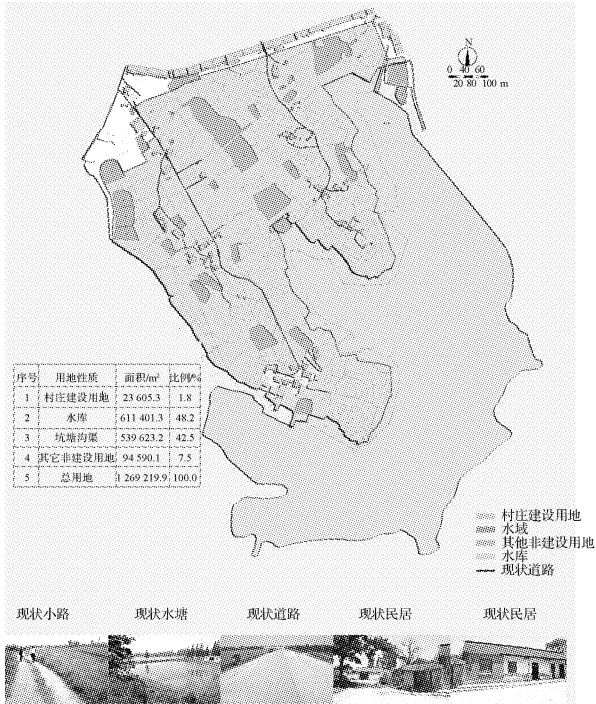 N
0 40 60
20 80 100 m
序号 用地性质 面积/m² 比例/%
1 村庄建设用地 23 605.3 1.8
2 水库 611 401.3 48.2
3 坑塘沟渠 539 623.2 42.5
4 其它非建设用地 94 590.1 7.5
5 总用地 1 269 219.9 100.0
村庄建设用地
水域
其他非建设用地
水库
现状道路
现状小路 现状水塘 现状道路 现状民居 现状民居